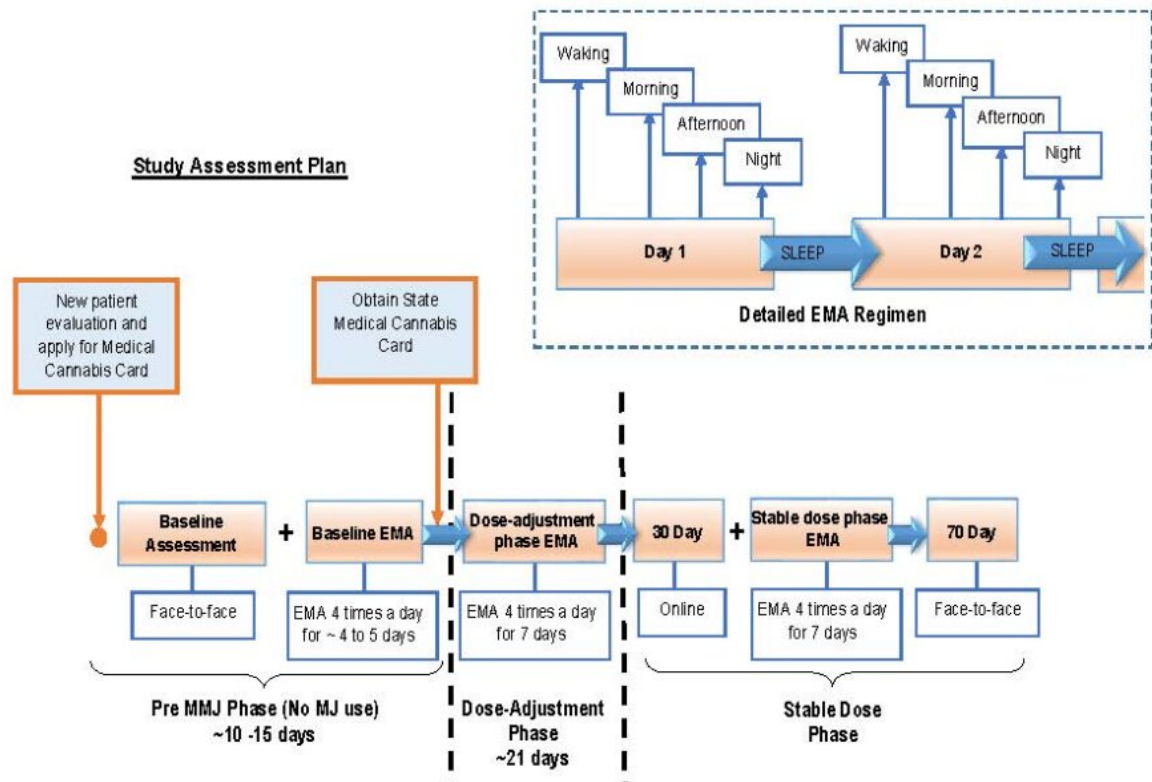 Study Assessment Plan
Waking
Morning
Afternoon
Night
Waking
Morning
Afternoon
Night
Day 1
SLEEP
Day 2
SLEEP
Detailed EMA Regimen
New patient
evaluation and
apply for Medical
Cannabis Card
Obtain State
Medical Cannabis
Card
Baseline
Assessment
+
Baseline EMA
Dose-adjustment
phase EMA
30 Day
+
Stable dose phase
EMA
70 Day
Face-to-face
EMA 4 times a day
for ~ 4 to 5 days
EMA 4 times a day
for 7 days
Online
EMA 4 times a day
for 7 days
Face-to-face
Pre MMJ Phase (No MJ use)
~10 -15 days
Dose-Adjustment
Phase
~21 days
Stable Dose
Phase